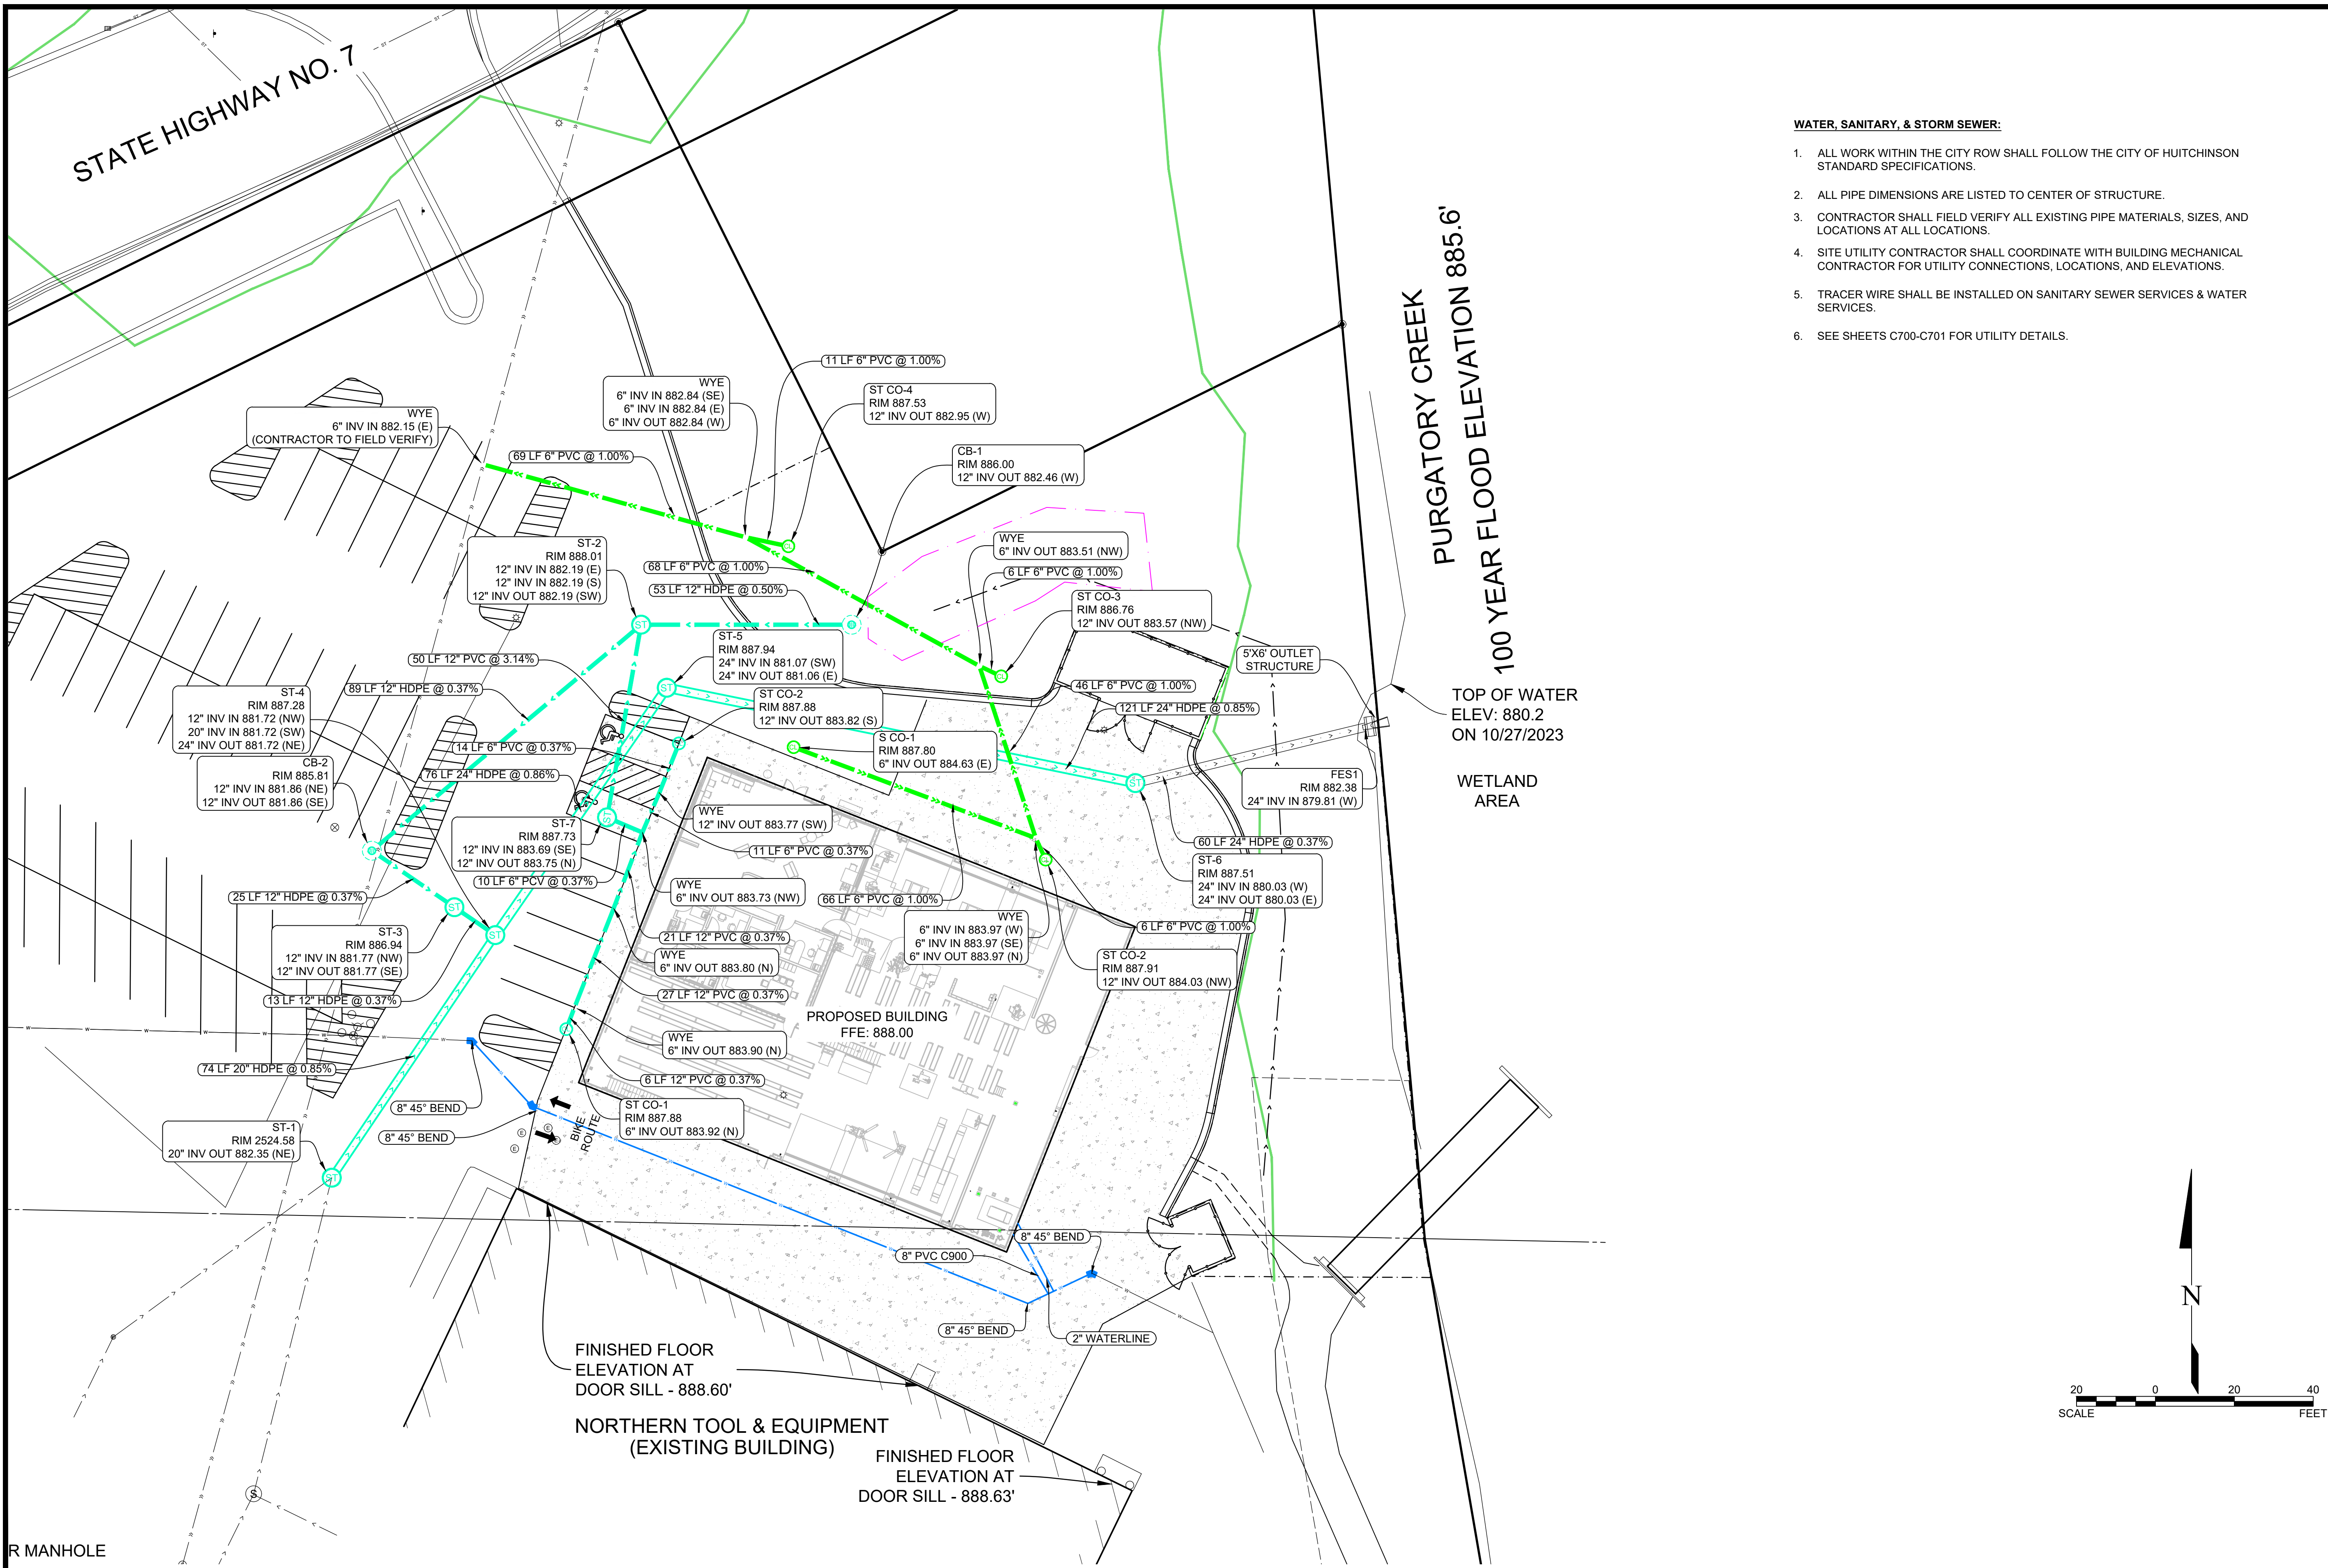 STATE HIGHWAY NO. 7
WATER, SANITARY, & STORM SEWER:
1. ALL WORK WITHIN THE CITY ROW SHALL FOLLOW THE CITY OF HUITCHINSON
STANDARD SPECIFICATIONS.
2. ALL PIPE DIMENSIONS ARE LISTED TO CENTER OF STRUCTURE.
3. CONTRACTOR SHALL FIELD VERIFY ALL EXISTING PIPE MATERIALS, SIZES, AND
LOCATIONS AT ALL LOCATIONS.
4. SITE UTILITY CONTRACTOR SHALL COORDINATE WITH BUILDING MECHANICAL
CONTRACTOR FOR UTILITY CONNECTIONS, LOCATIONS, AND ELEVATIONS.
5. TRACER WIRE SHALL BE INSTALLED ON SANITARY SEWER SERVICES & WATER
SERVICES.
6. SEE SHEETS C700-C701 FOR UTILITY DETAILS.
PURGATORY CREEK
100 YEAR FLOOD ELEVATION 885.6'
11 LF 6" PVC @ 1.00%
WYE
6" INV IN 882.84 (SE)
6" INV IN 882.84 (E)
6" INV OUT 882.84 (W)
ST CO-4
RIM 887.53
12" INV OUT 882.95 (W)
WYE
6" INV IN 882.15 (E)
(CONTRACTOR TO FIELD VERIFY)
69 LF 6" PVC @ 1.00%
CB-1
RIM 886.00
12" INV OUT 882.46 (W)
ST-2
RIM 888.01
12" INV IN 882.19 (E)
12" INV IN 882.19 (S)
12" INV OUT 882.19 (SW)
WYE
6" INV OUT 883.51 (NW)
68 LF 6" PVC @ 1.00%
6 LF 6" PVC @ 1.00%
53 LF 12" HDPE @ 0.50%
ST CO-3
RIM 886.76
12" INV OUT 883.57 (NW)
ST-5
RIM 887.94
24" INV IN 881.07 (SW)
24" INV OUT 881.06 (E)
5'X6' OUTLET
STRUCTURE
50 LF 12" PVC @ 3.14%
89 LF 12" HDPE @ 0.37%
46 LF 6" PVC @ 1.00%
TOP OF WATER
ELEV: 880.2
ON 10/27/2023
ST-4
RIM 887.28
12" INV IN 881.72 (NW)
20" INV IN 881.72 (SW)
24" INV OUT 881.72 (NE)
ST CO-2
RIM 887.88
12" INV OUT 883.82 (S)
121 LF 24" HDPE @ 0.85%
14 LF 6" PVC @ 0.37%
S CO-1
RIM 887.80
6" INV OUT 884.63 (E)
CB-2
RIM 885.81
12" INV IN 881.86 (NE)
12" INV OUT 881.86 (SE)
76 LF 24" HDPE @ 0.86%
FES1
RIM 882.38
24" INV IN 879.81 (W)
WETLAND
AREA
WYE
12" INV OUT 883.77 (SW)
ST-7
RIM 887.73
12" INV IN 883.69 (SE)
12" INV OUT 883.75 (N)
11 LF 6" PVC @ 0.37%
60 LF 24" HDPE @ 0.37%
10 LF 6" PCV @ 0.37%
WYE
6" INV OUT 883.73 (NW)
ST-6
RIM 887.51
24" INV IN 880.03 (W)
24" INV OUT 880.03 (E)
25 LF 12" HDPE @ 0.37%
66 LF 6" PVC @ 1.00%
WYE
6" INV IN 883.97 (W)
6" INV IN 883.97 (SE)
6" INV OUT 883.97 (N)
6 LF 6" PVC @ 1.00%
ST-3
RIM 886.94
12" INV IN 881.77 (NW)
12" INV OUT 881.77 (SE)
21 LF 12" PVC @ 0.37%
WYE
6" INV OUT 883.80 (N)
ST CO-2
RIM 887.91
12" INV OUT 884.03 (NW)
13 LF 12" HDPE @ 0.37%
27 LF 12" PVC @ 0.37%
PROPOSED BUILDING
FFE: 888.00
WYE
6" INV OUT 883.90 (N)
74 LF 20" HDPE @ 0.85%
6 LF 12" PVC @ 0.37%
8" 45° BEND
8" 45° BEND
BIKE
ROUTE
ST CO-1
RIM 887.88
6" INV OUT 883.92 (N)
ST-1
RIM 2524.58
20" INV OUT 882.35 (NE)
8" 45° BEND
8" PVC C900
8" 45° BEND
2" WATERLINE
FINISHED FLOOR
ELEVATION AT
DOOR SILL - 888.60'
NORTHERN TOOL & EQUIPMENT
(EXISTING BUILDING)
FINISHED FLOOR
ELEVATION AT
DOOR SILL - 888.63'
R MANHOLE
N
20 0 20 40
SCALE FEET